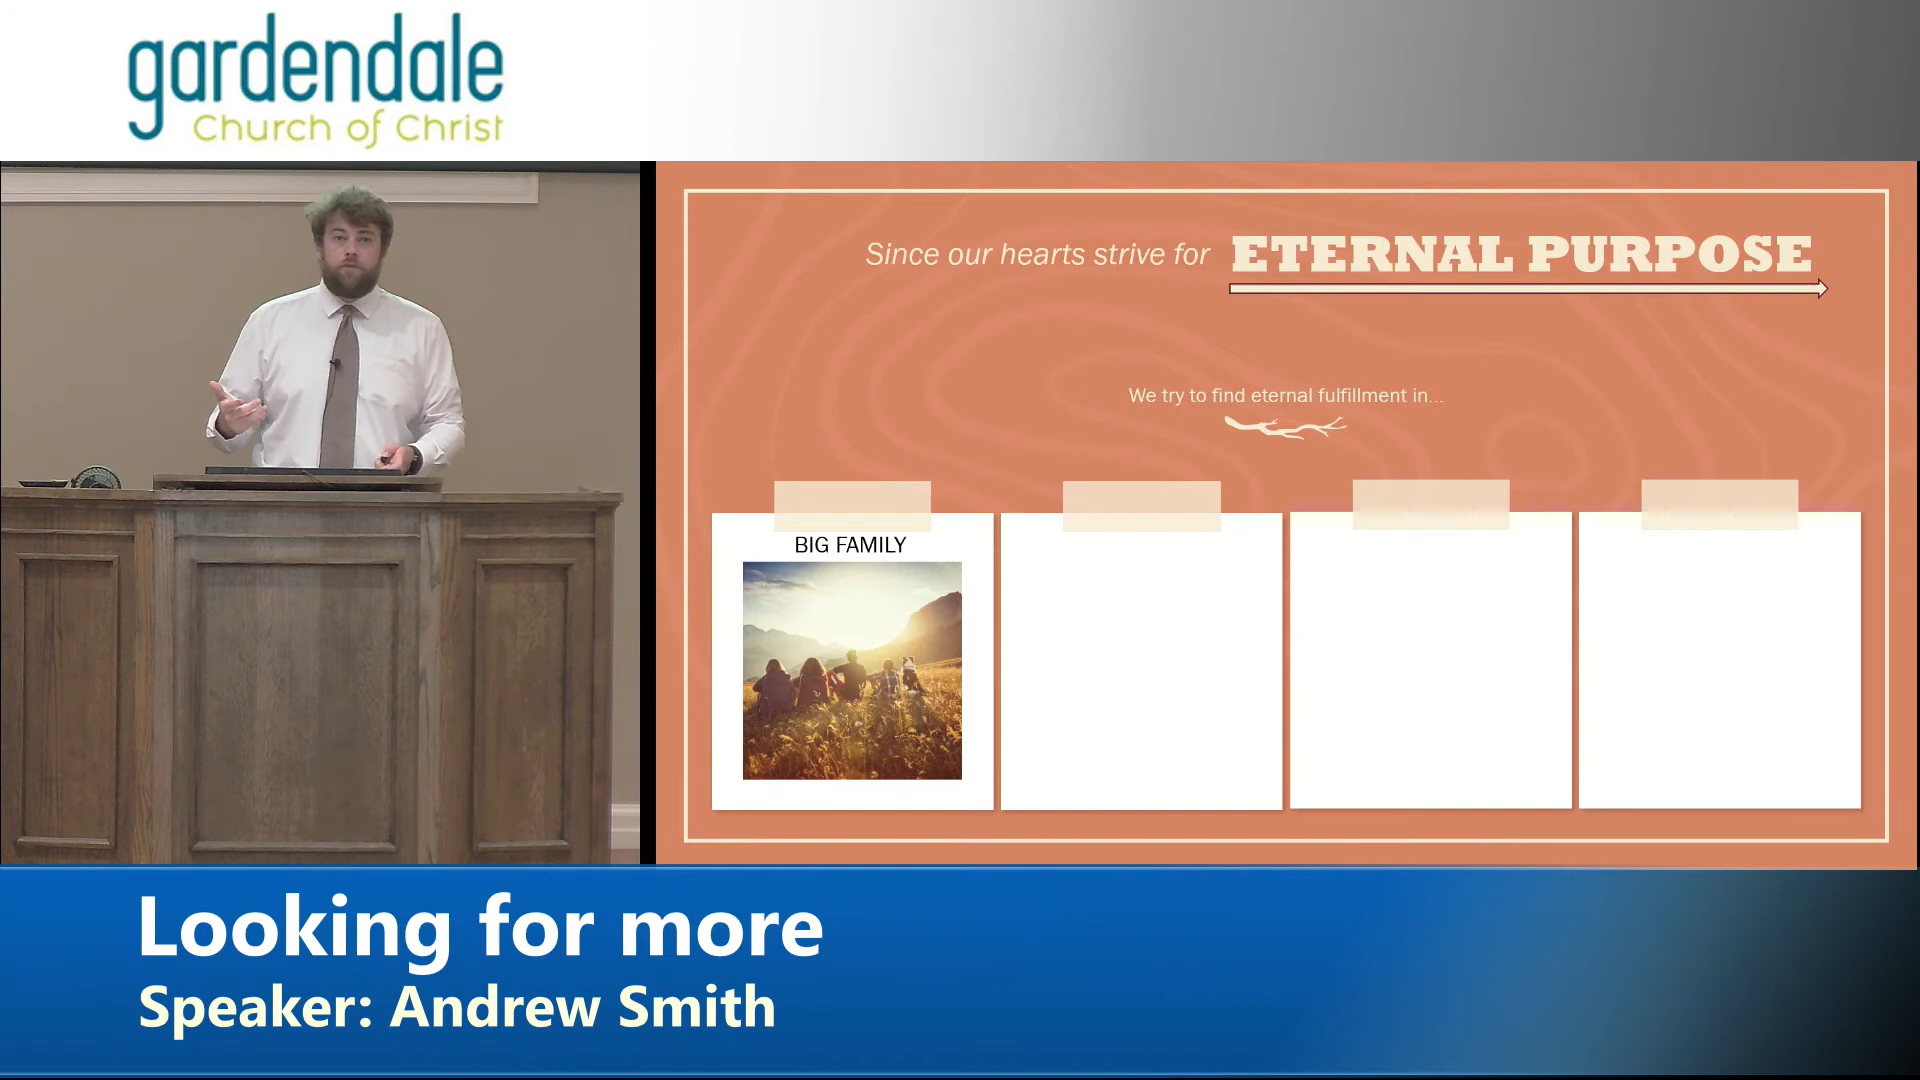 gardendale
Church of Christ
Since our hearts strive for ETERNAL PURPOSE
We try to find eternal fulfillment in...
BIG FAMILY
Looking for more
Speaker: Andrew Smith